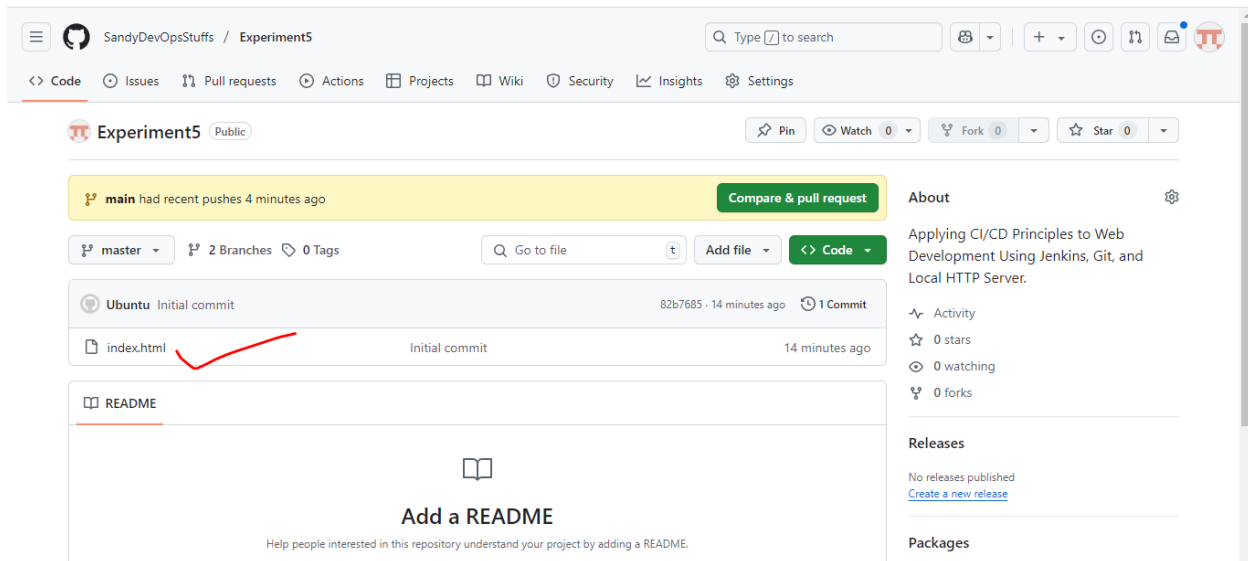 SandyDevOpsStuffs / Experiment5
Type / to search
Code Issues Pull requests Actions Projects Wiki Security Insights Settings
Experiment5 Public
Pin Watch 0 Fork 0 Star 0
main had recent pushes 4 minutes ago Compare & pull request
master 2 Branches 0 Tags Go to file t Add file Code
Ubuntu Initial commit 82b7685 · 14 minutes ago 1 Commit
index.html Initial commit 14 minutes ago
README
Add a README
Help people interested in this repository understand your project by adding a README.
About
Applying CI/CD Principles to Web
Development Using Jenkins, Git, and
Local HTTP Server.
Activity
0 stars
0 watching
0 forks
Releases
No releases published
Create a new release
Packages